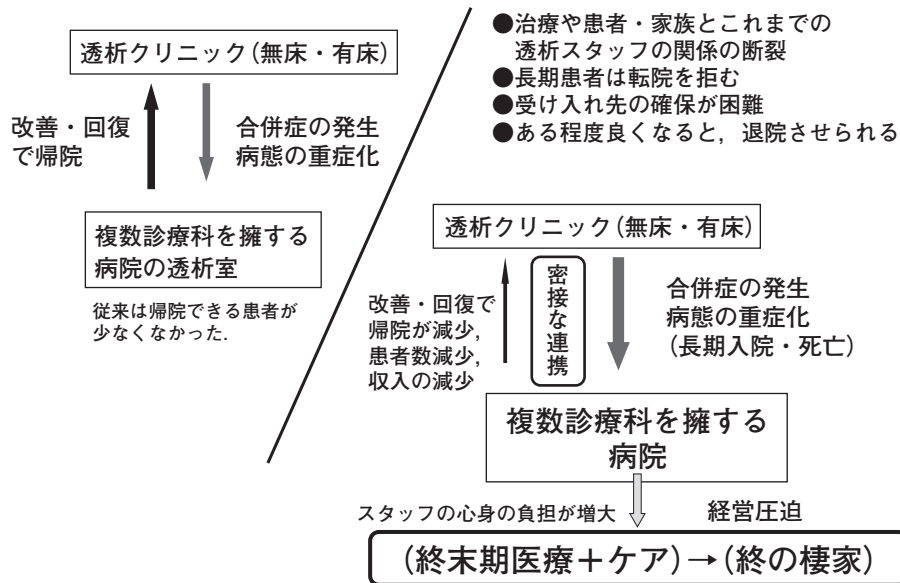 透析クリニック(無床・有床)
改善・回復
で帰院
合併症の発生
病態の重症化
複数診療科を擁する
病院の透析室
従来は帰院できる患者が
少なくなかった.
●治療や患者・家族とこれまでの
透析スタッフの関係の断裂
●長期患者は転院を拒む
●受け入れ先の確保が困難
●ある程度良くなると,退院させられる
透析クリニック(無床・有床)
改善・回復で
帰院が減少,
患者数減少,
収入の減少
密接な連携
合併症の発生
病態の重症化
(長期入院・死亡)
複数診療科を擁する
病院
スタッフの心身の負担が増大
経営圧迫
(終末期医療+ケア)→(終の棲家)